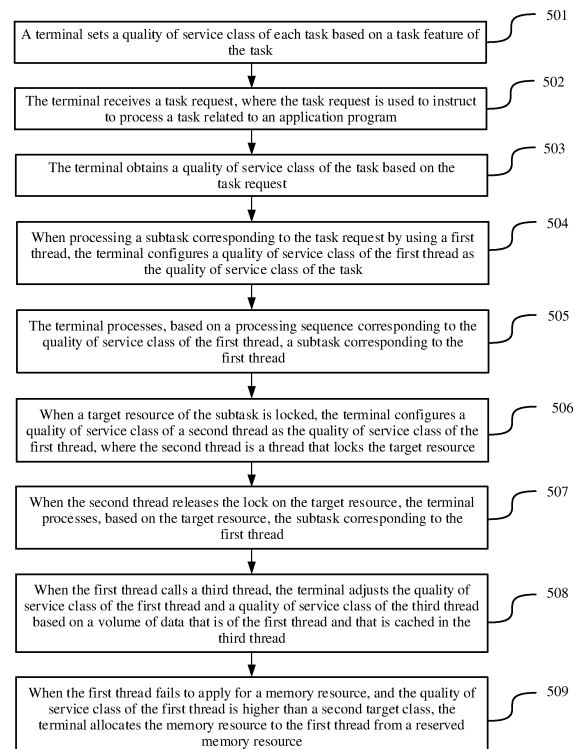 501
A terminal sets a quality of service class of each task based on a task feature of
the task
502
The terminal receives a task request, where the task request is used to instruct
to process a task related to an application program
503
The terminal obtains a quality of service class of the task based on the
task request
504
When processing a subtask corresponding to the task request by using a first
thread, the terminal configures a quality of service class of the first thread as
the quality of service class of the task
505
The terminal processes, based on a processing sequence corresponding to the
quality of service class of the first thread, a subtask corresponding to the
first thread
506
When a target resource of the subtask is locked, the terminal configures a
quality of service class of a second thread as the quality of service class of the
first thread, where the second thread is a thread that locks the target resource
507
When the second thread releases the lock on the target resource, the terminal
processes, based on the target resource, the subtask corresponding to the
first thread
508
When the first thread calls a third thread, the terminal adjusts the quality of
service class of the first thread and a quality of service class of the third thread
based on a volume of data that is of the first thread and that is cached in the
third thread
509
When the first thread fails to apply for a memory resource, and the quality of
service class of the first thread is higher than a second target class, the
terminal allocates the memory resource to the first thread from a reserved
memory resource